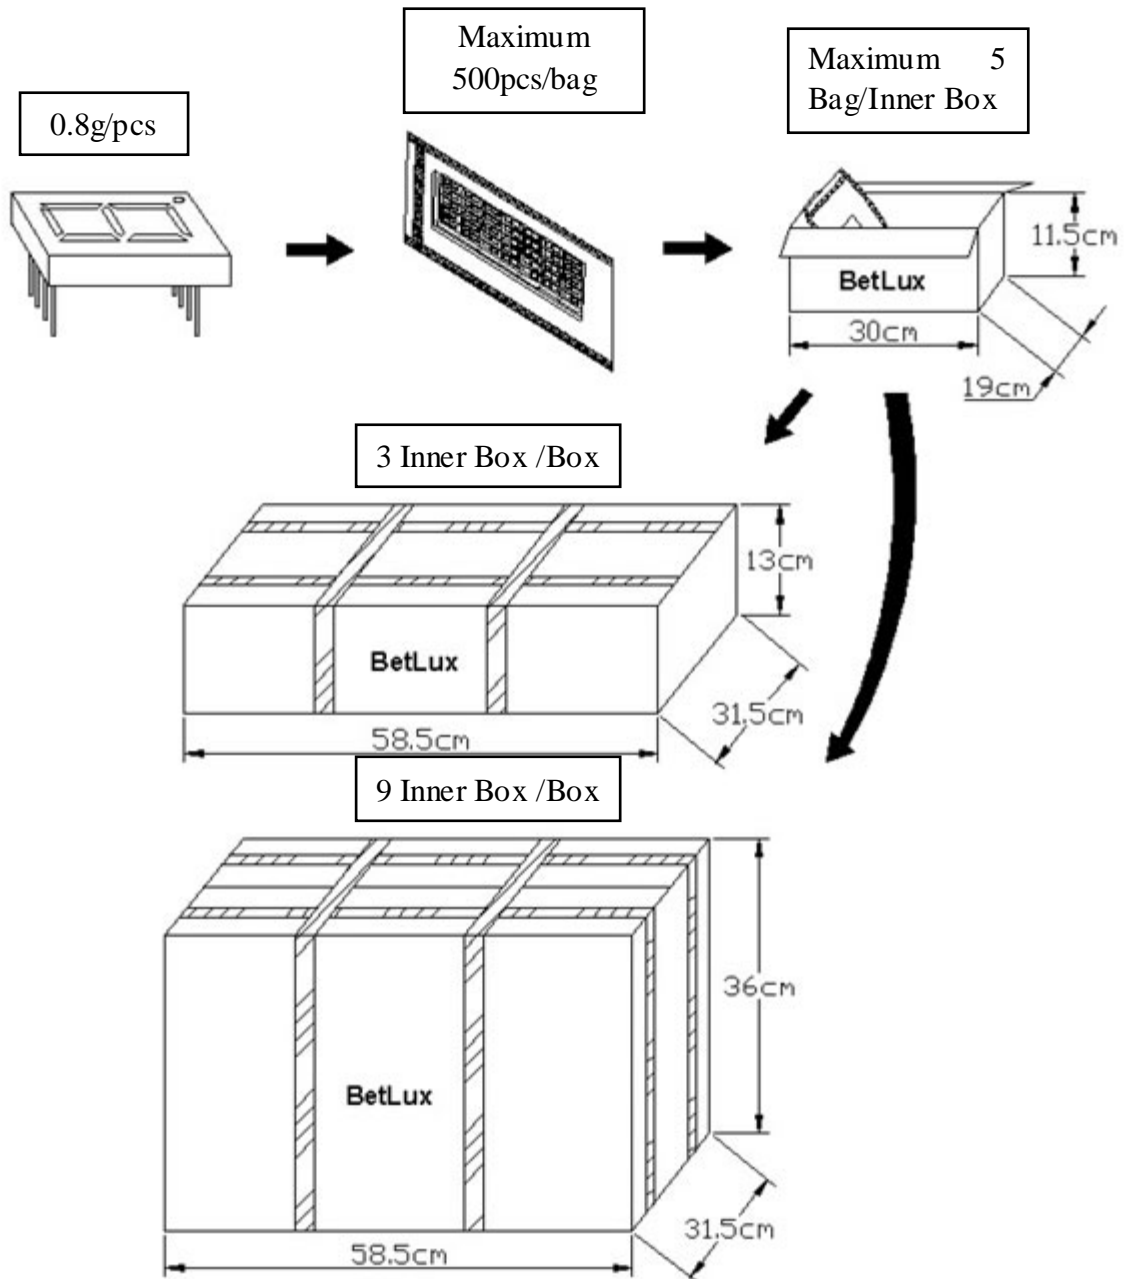 Maximum
500pcs/bag
Maximum 5
Bag/Inner Box
0.8g/pcs
11.5cm
BetLux
30cm
19cm
3 Inner Box /Box
13cm
BetLux
31.5cm
58.5cm
9 Inner Box /Box
36cm
BetLux
31.5cm
58.5cm